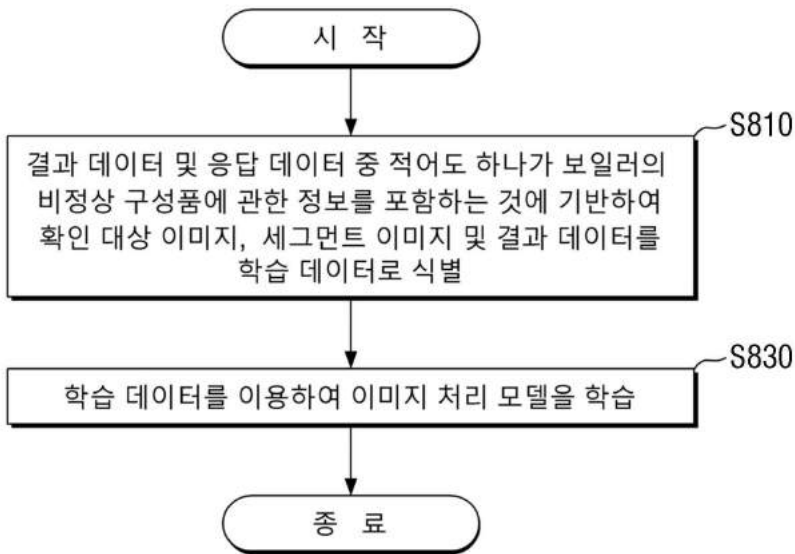 시 작
S810
결과 데이터 및 응답 데이터 중 적어도 하나가 보일러의
비정상 구성품에 관한 정보를 포함하는 것에 기반하여
확인 대상 이미지, 세그먼트 이미지 및 결과 데이터를
학습 데이터로 식별
S830
학습 데이터를 이용하여 이미지 처리 모델을 학습
종 료